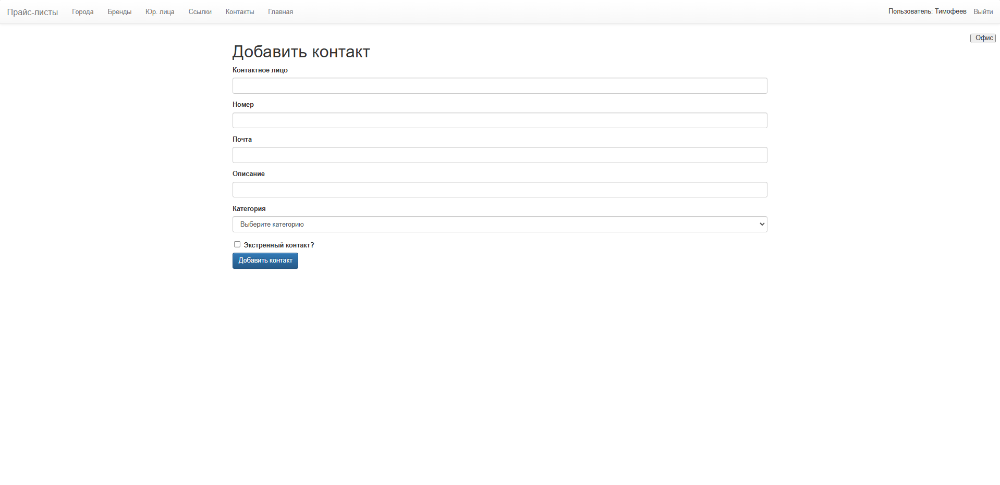 Прайс-листы Города Бренды Юр. лица Ссылки Контакты Главная Пользователь: Тимофеев Выйти
Офис
Добавить контакт
Контактное лицо
Номер
Почта
Описание
Категория
Выберите категорию
Экстренный контакт?
Добавить контакт